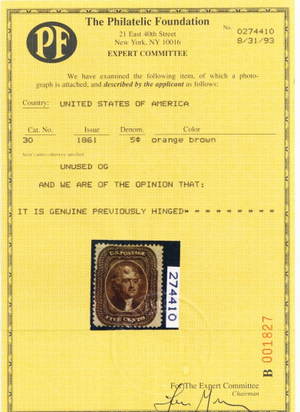 PF
The Philatelic Foundation
21 East 40th Street
New York, NY 10016
EXPERT COMMITTEE
No. 0274410
8/31/93
We have examined the following item, of which a photo-
graph is attached, and described by the applicant as follows:
Country: UNITED STATES OF AMERICA
Cat. No. Issue Denom. Color
30 1861 5¢ orange brown
UNUSED OG
AND WE ARE OF THE OPINION THAT:
IT IS GENUINE PREVIOUSLY HINGED* * * * * * * * *
U.S. POSTAGE
FIVE CENTS
274410
B 001827
For The Expert Committee
Chairman